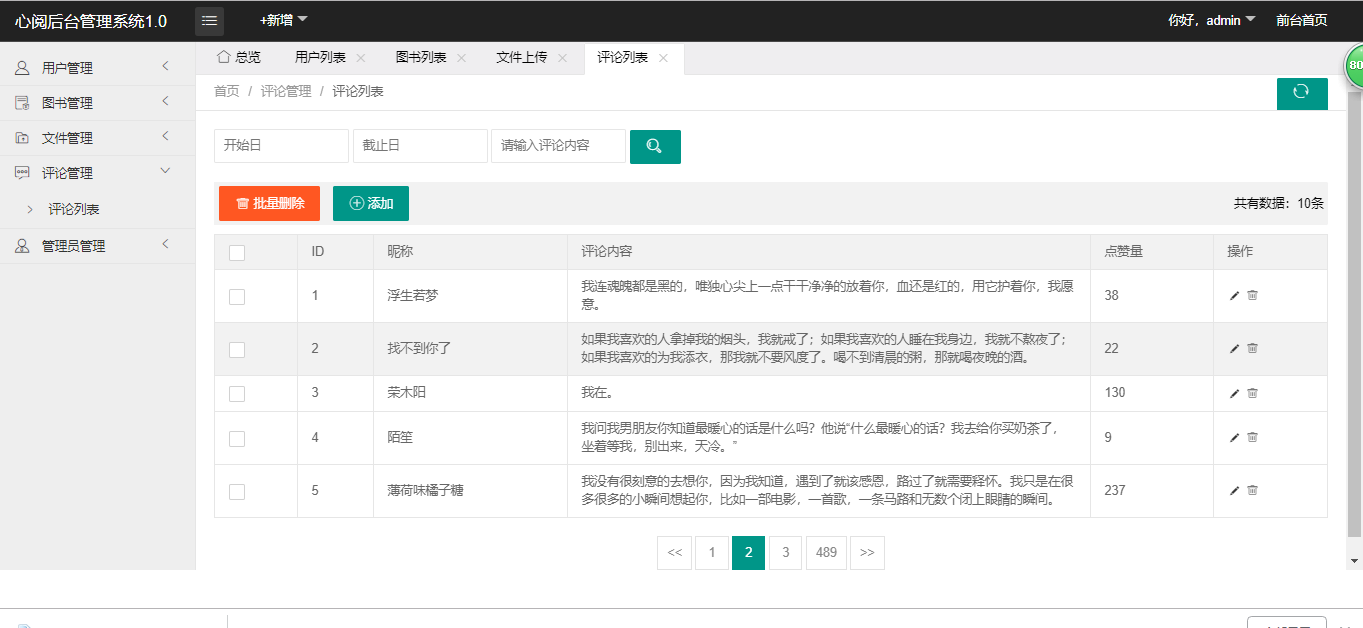 心阅后台管理系统1.0
+新增
你好，admin
前台首页
用户管理
图书管理
文件管理
评论管理
评论列表
管理员管理
总览
用户列表
图书列表
文件上传
评论列表
80
首页 / 评论管理 / 评论列表
开始日
截止日
请输入评论内容
批量删除
添加
共有数据：10条
ID 昵称 评论内容 点赞量 操作
1 浮生若梦 我连魂魄都是黑的，唯独心尖上一点干干净净的放着你，血还是红的，用它护着你，我愿
意。 38
2 找不到你了 如果我喜欢的人拿掉我的烟头，我就戒了；如果我喜欢的人睡在我身边，我就不熬夜了；
如果我喜欢的为我添衣，那我就不要风度了。喝不到清晨的粥，那就喝夜晚的酒。 22
3 荣木阳 我在。 130
4 陌笙 我问我男朋友你知道最暖心的话是什么吗？他说“什么最暖心的话？我去给你买奶茶了，
坐着等我，别出来，天冷。” 9
5 薄荷味橘子糖 我没有很刻意的去想你，因为我知道，遇到了就该感恩，路过了就需要释怀。我只是在很
多很多的小瞬间想起你，比如一部电影，一首歌，一条马路和无数个闭上眼睛的瞬间。 237
<< 1 2 3 489 >>